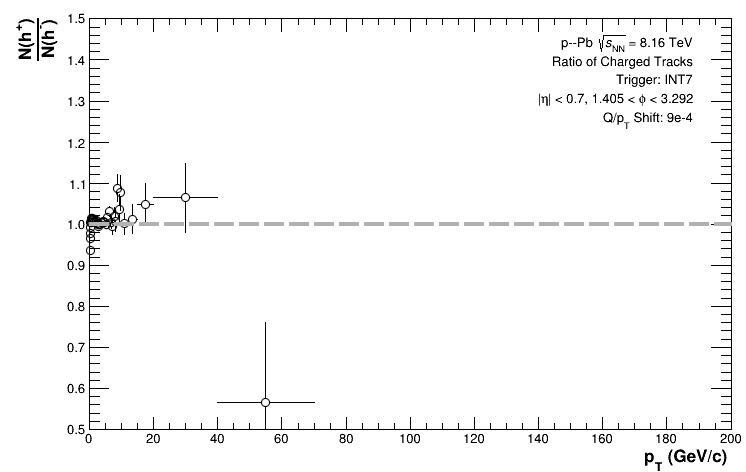 N(h⁺)
N(h⁻)
1.5
1.4
1.3
1.2
1.1
1.0
0.9
0.8
0.7
0.6
0.5
p--Pb √s_NN = 8.16 TeV
Ratio of Charged Tracks
Trigger: INT7
|η| < 0.7, 1.405 < ϕ < 3.292
Q/p_T Shift: 9e-4
0 20 40 60 80 100 120 140 160 180 200
p_T (GeV/c)